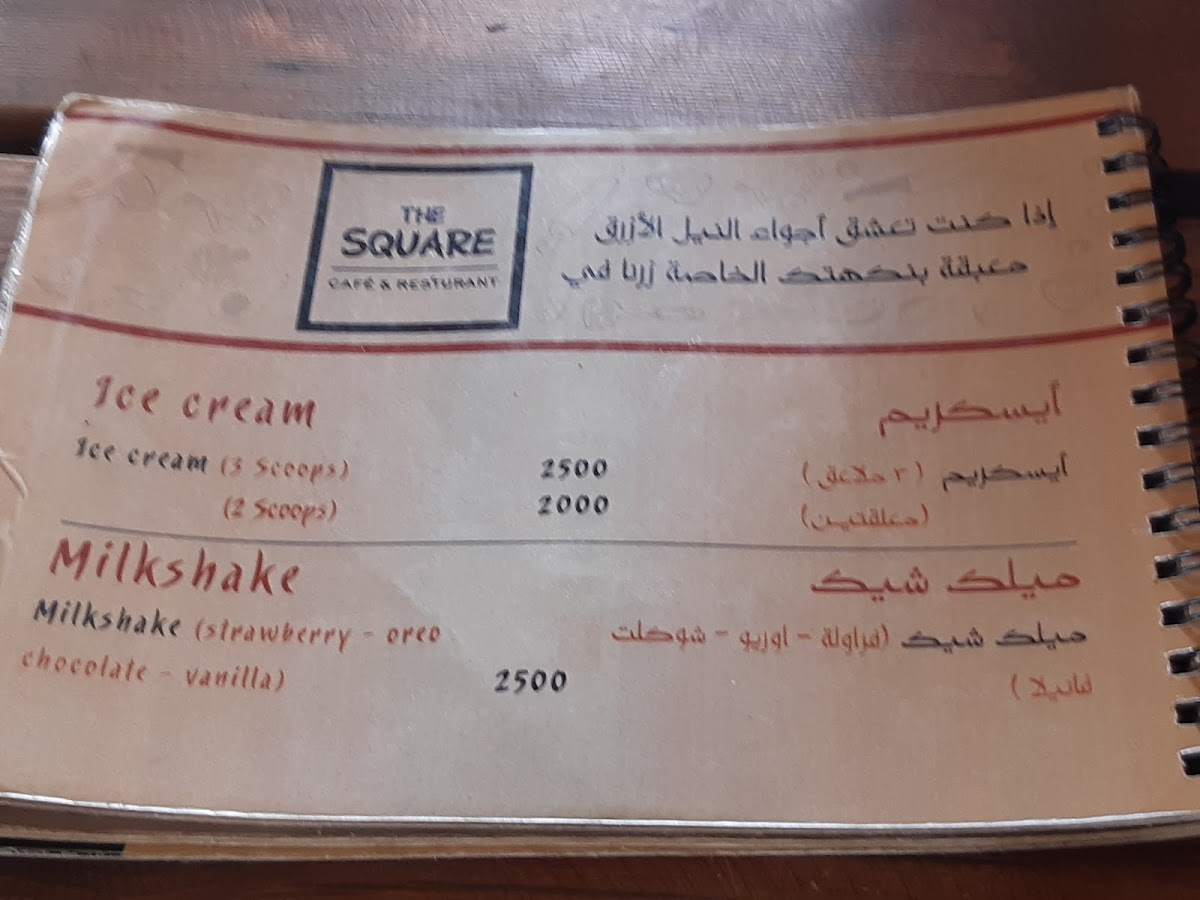 THE
SQUARE
CAFÉ & RESTURANT
إذا كنت تعشق أجواء النيل الأزرق
معبقة بنكهتك الخاصة زرنا في
Ice cream
أيسكريم
Ice cream (3 Scoops) 2500 أيسكريم (٣ ملاعق)
(2 Scoops) 2000 (معلقتين)
Milkshake
ميلك شيك
Milkshake (strawberry - oreo
chocolate - vanilla) 2500
ميلك شيك (فراولة - اوريو - شوكلت
فانيلا)